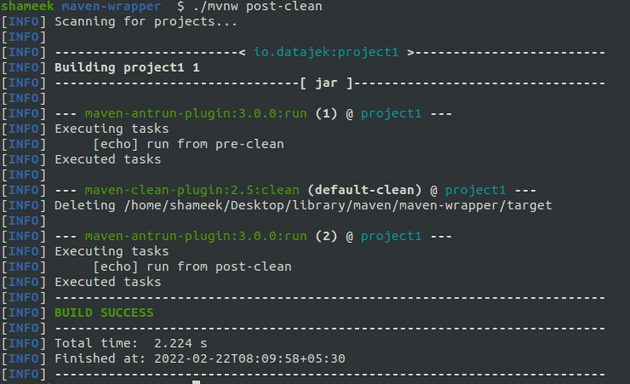 shameek maven-wrapper $ ./mvnw post-clean
[INFO] Scanning for projects...
[INFO]
[INFO] -----------------------< io.datajek:project1 >------------------------
[INFO] Building project1 1
[INFO] --------------------------------[ jar ]---------------------------------
[INFO]
[INFO] --- maven-antrun-plugin:3.0.0:run (1) @ project1 ---
[INFO] Executing tasks
[INFO]      [echo] run from pre-clean
[INFO] Executed tasks
[INFO]
[INFO] --- maven-clean-plugin:2.5:clean (default-clean) @ project1 ---
[INFO] Deleting /home/shameek/Desktop/library/maven/maven-wrapper/target
[INFO]
[INFO] --- maven-antrun-plugin:3.0.0:run (2) @ project1 ---
[INFO] Executing tasks
[INFO]      [echo] run from post-clean
[INFO] Executed tasks
[INFO] ------------------------------------------------------------------------
[INFO] BUILD SUCCESS
[INFO] ------------------------------------------------------------------------
[INFO] Total time:  2.224 s
[INFO] Finished at: 2022-02-22T08:09:58+05:30
[INFO] ------------------------------------------------------------------------